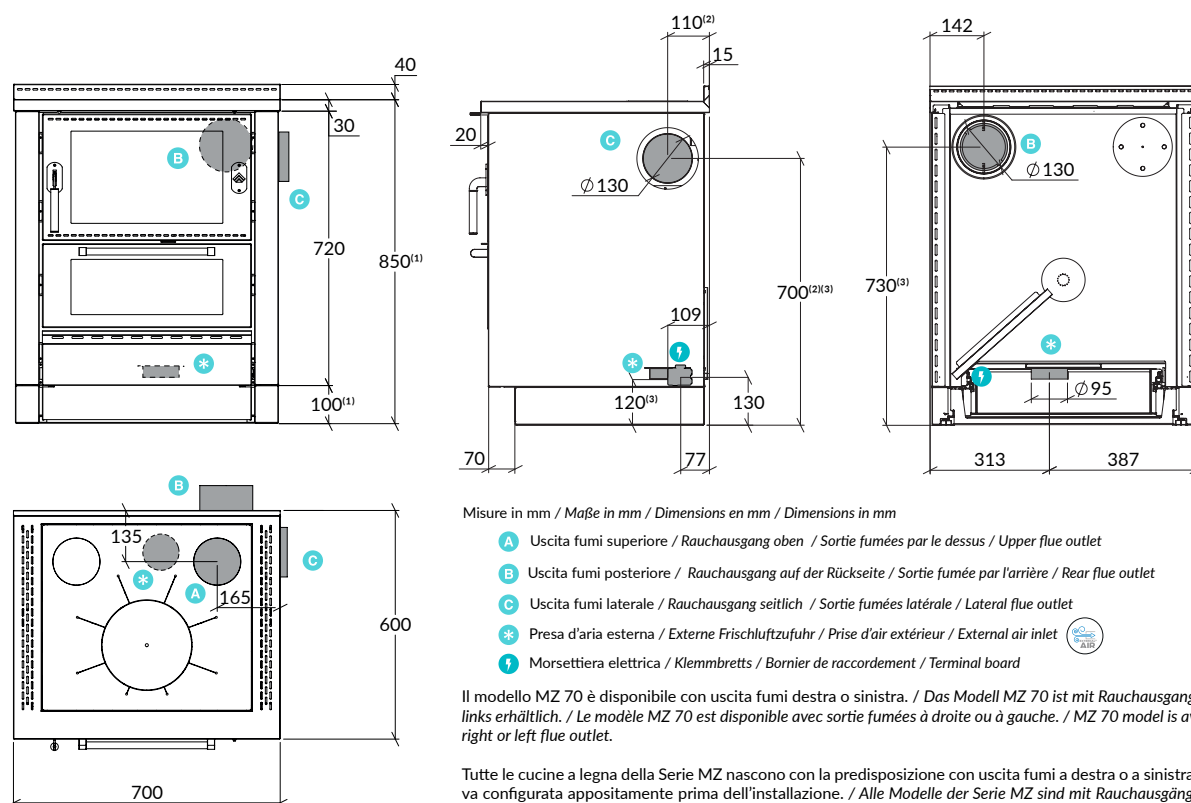 40
30
B
C
720
850(1)
*
100(1)
110(2)
15
20
C
Ø 130
700(2)(3)
109
*
120(3)
130
70
77
142
B
Ø 130
730(3)
*
Ø 95
313
387
B
135
*
A
C
165
600
700
Misure in mm / Maße in mm / Dimensions en mm / Dimensions in mm
A Uscita fumi superiore / Rauchausgang oben / Sortie fumées par le dessus / Upper flue outlet
B Uscita fumi posteriore / Rauchausgang auf der Rückseite / Sortie fumée par l'arrière / Rear flue outlet
C Uscita fumi laterale / Rauchausgang seitlich / Sortie fumées latérale / Lateral flue outlet
* Presa d'aria esterna / Externe Frischluftzufuhr / Prise d'air extérieur / External air inlet
AIR
Morsettiera elettrica / Klemmbretts / Bornier de raccordement / Terminal board
Il modello MZ 70 è disponibile con uscita fumi destra o sinistra. / Das Modell MZ 70 ist mit Rauchausgang
links erhältlich. / Le modèle MZ 70 est disponible avec sortie fumées à droite ou à gauche. / MZ 70 model is av
right or left flue outlet.
Tutte le cucine a legna della Serie MZ nascono con la predisposizione con uscita fumi a destra o a sinistra
va configurata appositamente prima dell'installazione. / Alle Modelle der Serie MZ sind mit Rauchausgäng